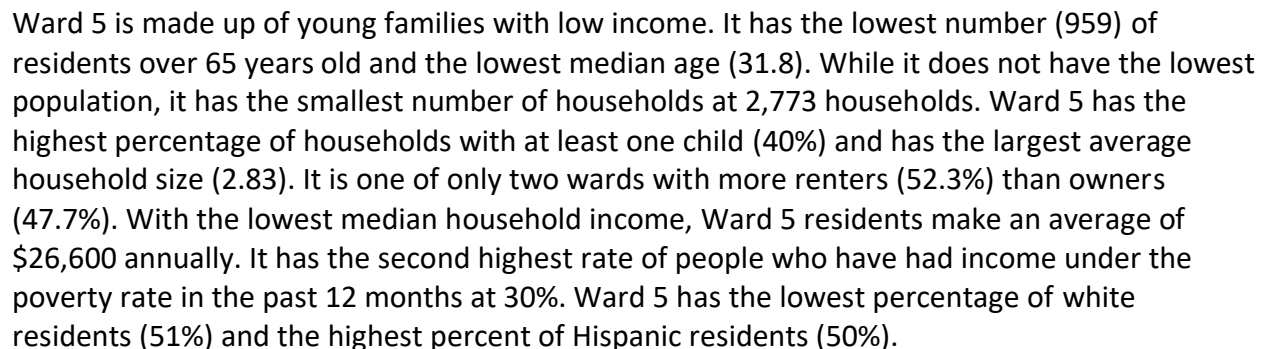 Ward 5 is made up of young families with low income. It has the lowest number (959) of
residents over 65 years old and the lowest median age (31.8). While it does not have the lowest
population, it has the smallest number of households at 2,773 households. Ward 5 has the
highest percentage of households with at least one child (40%) and has the largest average
household size (2.83). It is one of only two wards with more renters (52.3%) than owners
(47.7%). With the lowest median household income, Ward 5 residents make an average of
$26,600 annually. It has the second highest rate of people who have had income under the
poverty rate in the past 12 months at 30%. Ward 5 has the lowest percentage of white
residents (51%) and the highest percent of Hispanic residents (50%).